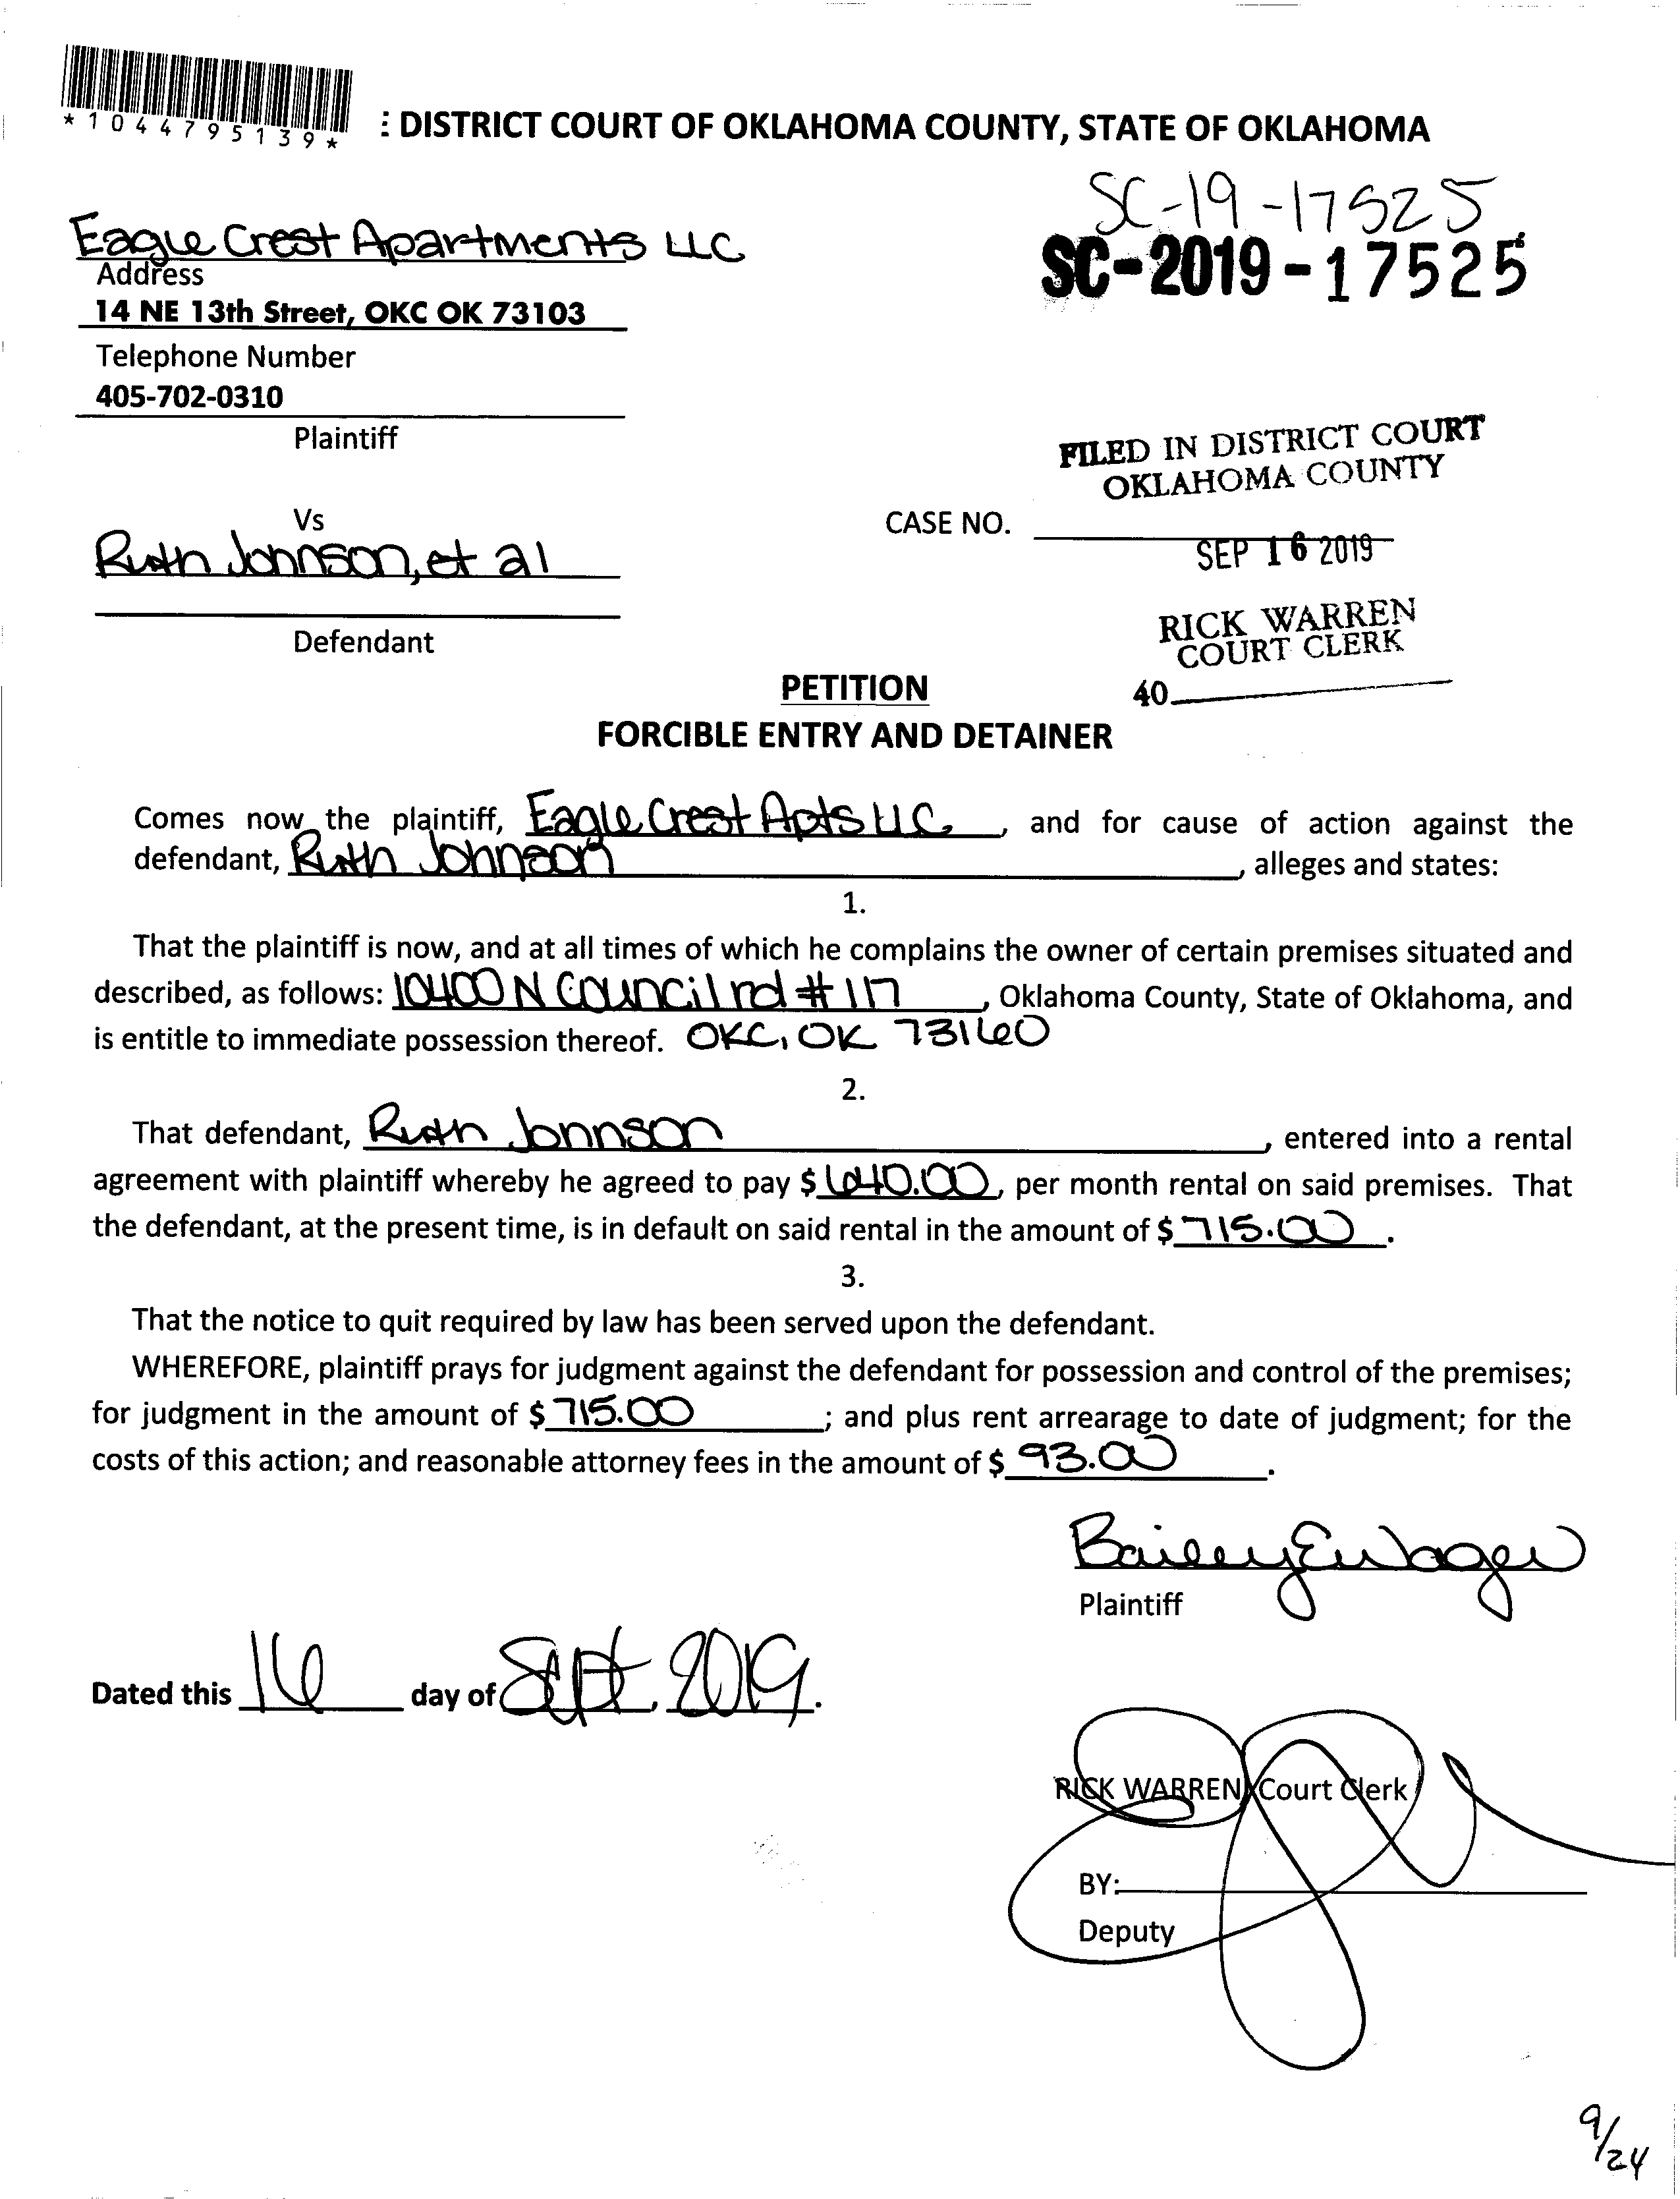 *1044795139*
: DISTRICT COURT OF OKLAHOMA COUNTY, STATE OF OKLAHOMA
SC-19-17525
SC-2019-17525
Eagle Crest Apartments LLC
Address
14 NE 13th Street, OKC OK 73103
Telephone Number
405-702-0310
Plaintiff
FILED IN DISTRICT COURT
OKLAHOMA COUNTY
Vs
CASE NO.
SEP 16 2019
Ruth Johnson, et al
RICK WARREN
COURT CLERK
Defendant
40
PETITION
FORCIBLE ENTRY AND DETAINER
Comes now the plaintiff, Eagle Crest Apts LLC, and for cause of action against the
defendant, Ruth Johnson, alleges and states:
1.
That the plaintiff is now, and at all times of which he complains the owner of certain premises situated and
described, as follows: 10400 N Council rd #117, Oklahoma County, State of Oklahoma, and
is entitle to immediate possession thereof. OKC, OK 73160
2.
That defendant, Ruth Johnson, entered into a rental
agreement with plaintiff whereby he agreed to pay $640.00, per month rental on said premises. That
the defendant, at the present time, is in default on said rental in the amount of $715.00.
3.
That the notice to quit required by law has been served upon the defendant.
WHEREFORE, plaintiff prays for judgment against the defendant for possession and control of the premises;
for judgment in the amount of $715.00; and plus rent arrearage to date of judgment; for the
costs of this action; and reasonable attorney fees in the amount of $93.00.
Plaintiff
Dated this 16 day of Sept, 2019.
RICK WARREN, Court Clerk
BY:
Deputy
9/24